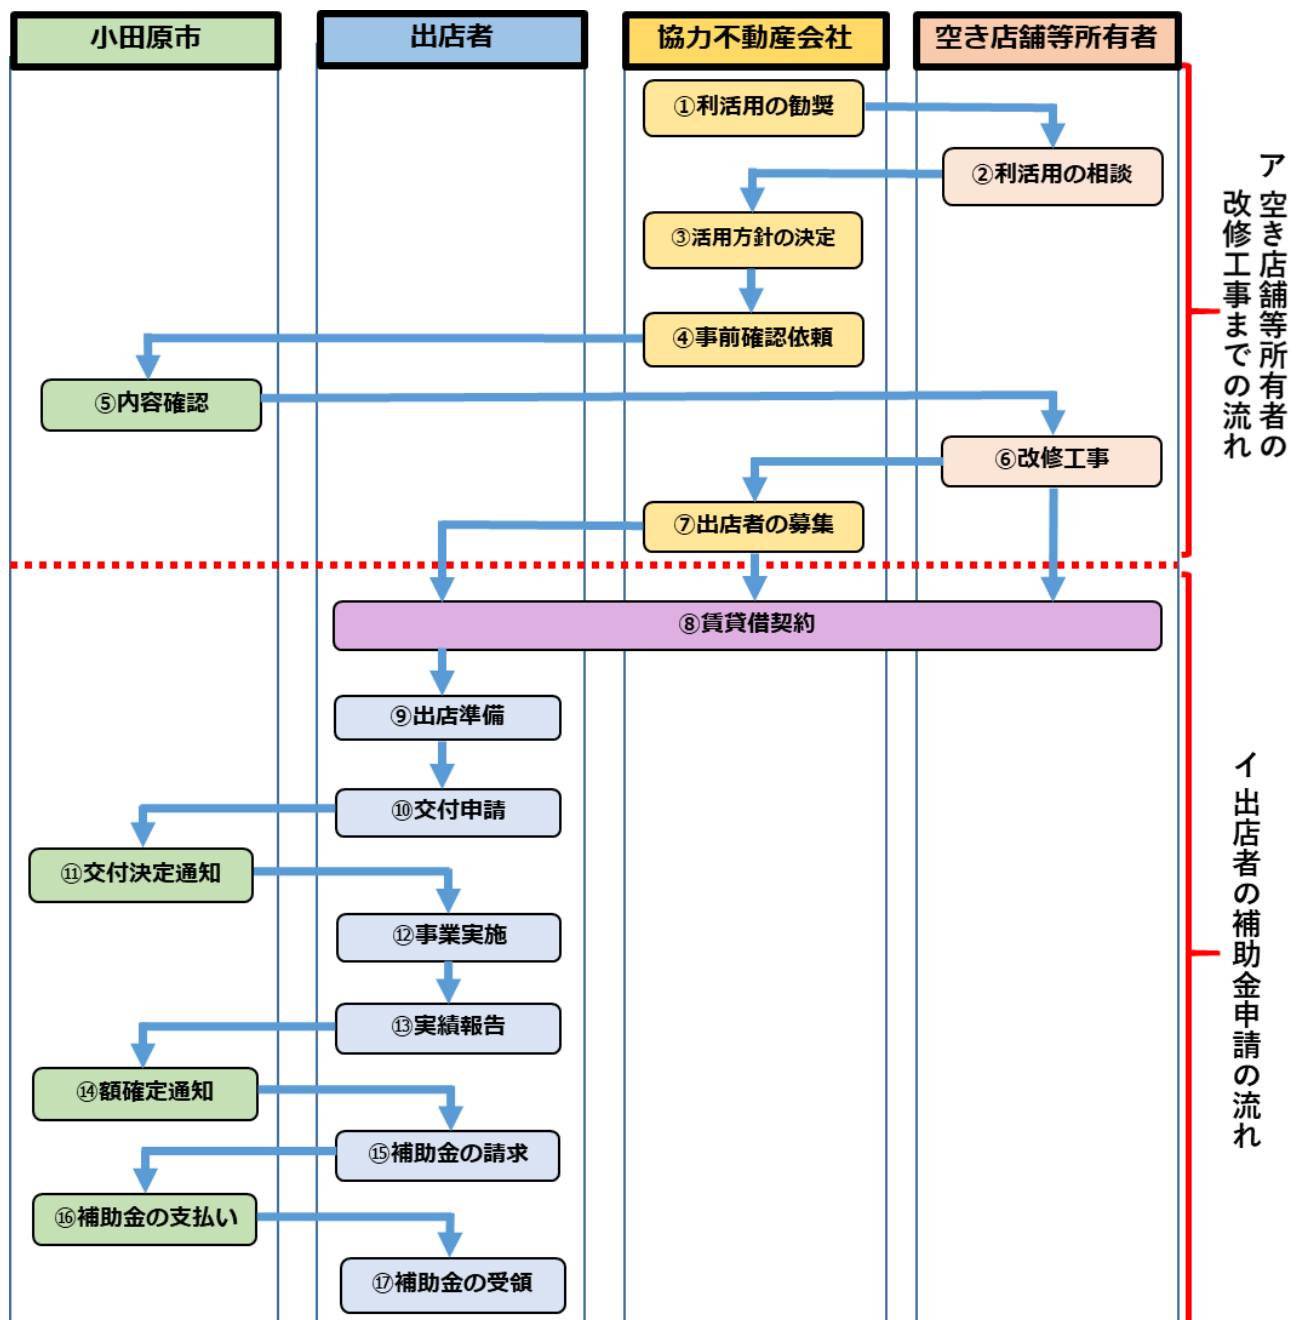 小田原市
出店者
協力不動産会社
空き店舗等所有者
①利活用の勧奨
②利活用の相談
③活用方針の決定
④事前確認依頼
⑤内容確認
⑥改修工事
⑦出店者の募集
ア 空き店舗等所有者の
改修工事までの流れ
⑧賃貸借契約
⑨出店準備
⑩交付申請
⑪交付決定通知
⑫事業実施
⑬実績報告
⑭額確定通知
⑮補助金の請求
⑯補助金の支払い
⑰補助金の受領
イ 出店者の補助金申請の流れ